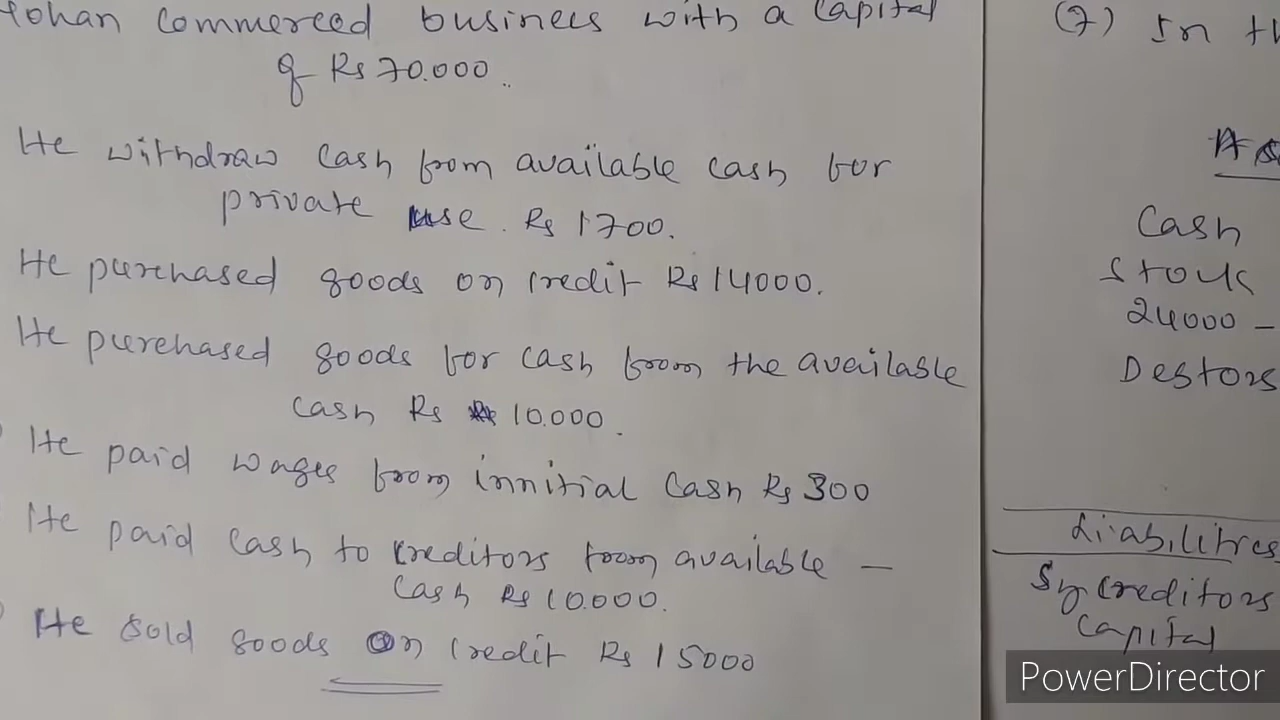 ohan commerced business with a capital
of Rs 70.000.
He withdraw cash from available cash for
private use. Rs 1700.
He purchased goods on credit Rs 14000.
He purchased goods for cash from the available
cash Rs 10.000.
He paid wages from innitial cash Rs 300
He paid cash to creditors from available —
cash Rs 10.000.
He sold goods on credit Rs 15000
(7) In th
As
Cash
Stock
24000 -
Debtors
Liabilities
Sy creditors
Capital
PowerDirector